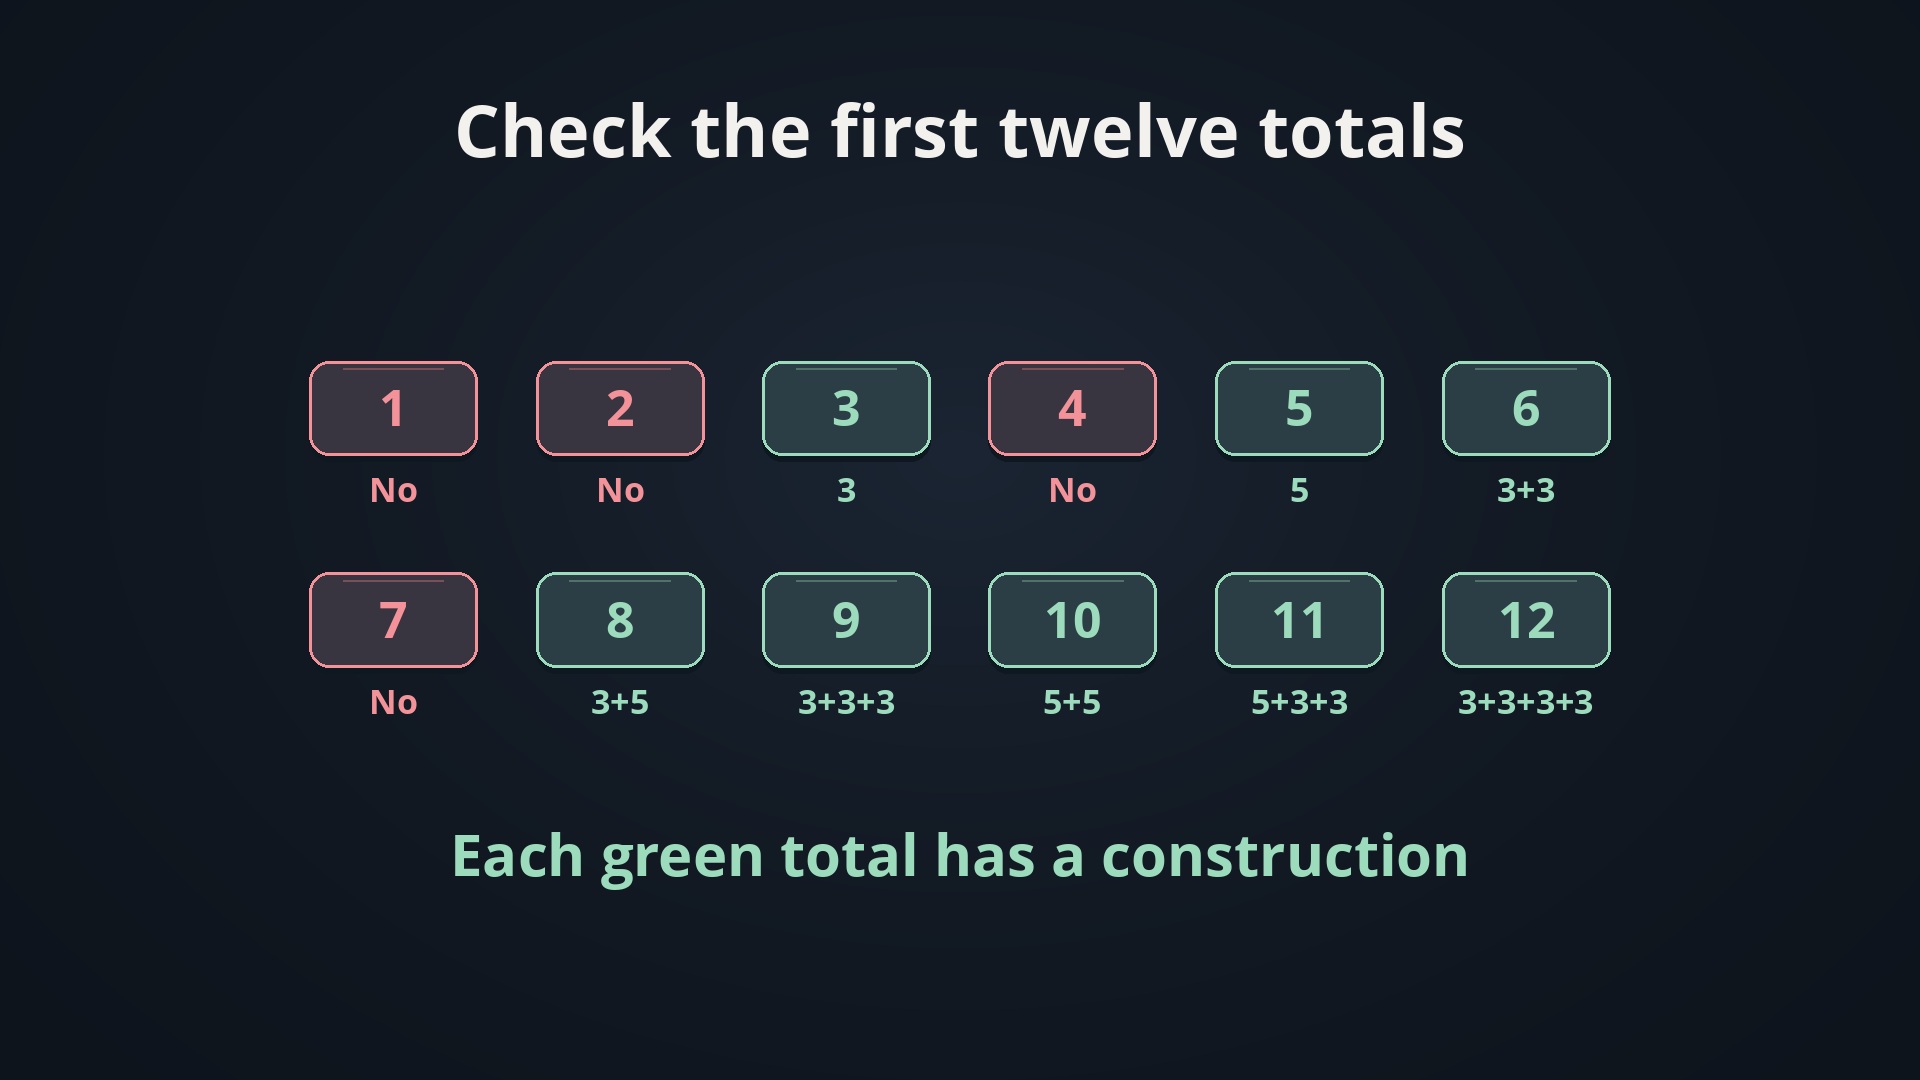 Check the first twelve totals
1 2 3 4 5 6
No No 3 No 5 3+3
7 8 9 10 11 12
No 3+5 3+3+3 5+5 5+3+3 3+3+3+3
Each green total has a construction